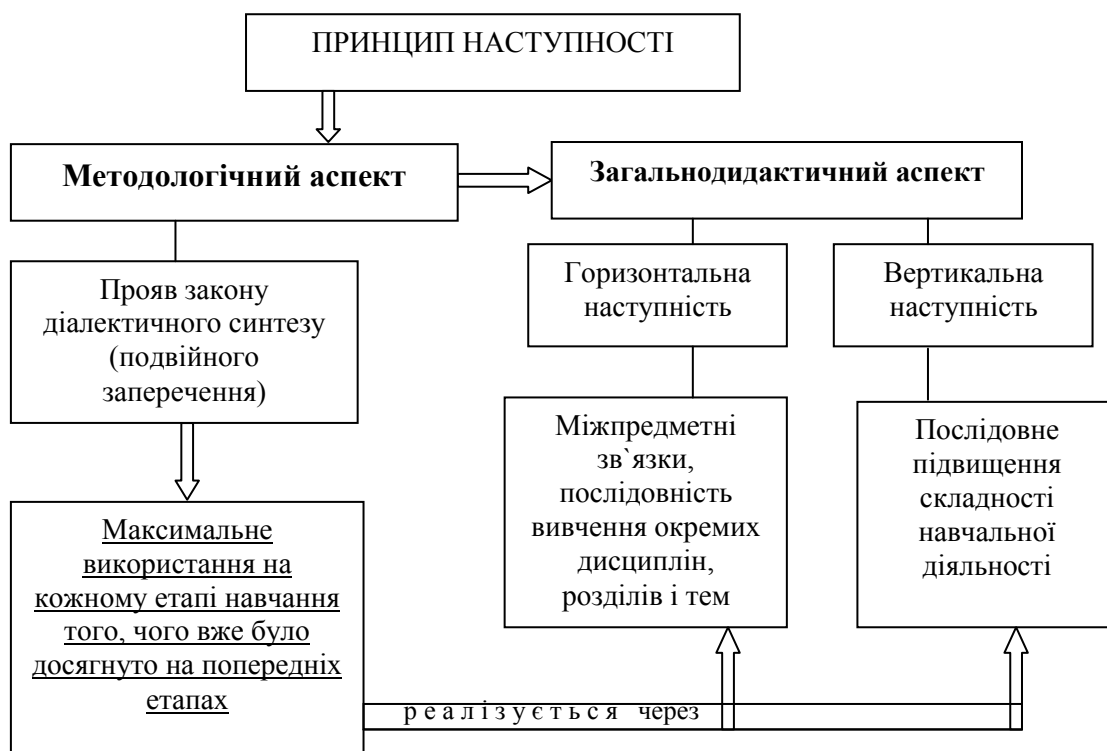 ПРИНЦИП НАСТУПНОСТІ
Методологічний аспект
Загальнодидактичний аспект
Прояв закону
діалектичного синтезу
(подвійного
заперечення)
Горизонтальна
наступність
Вертикальна
наступність
Максимальне
використання на
кожному етапі навчання
того, чого вже було
досягнуто на попередніх
етапах
Міжпредметні
зв`язки,
послідовність
вивчення окремих
дисциплін,
розділів і тем
Послідовне
підвищення
складності
навчальної
діяльності
р е а л і з у є т ь с я через